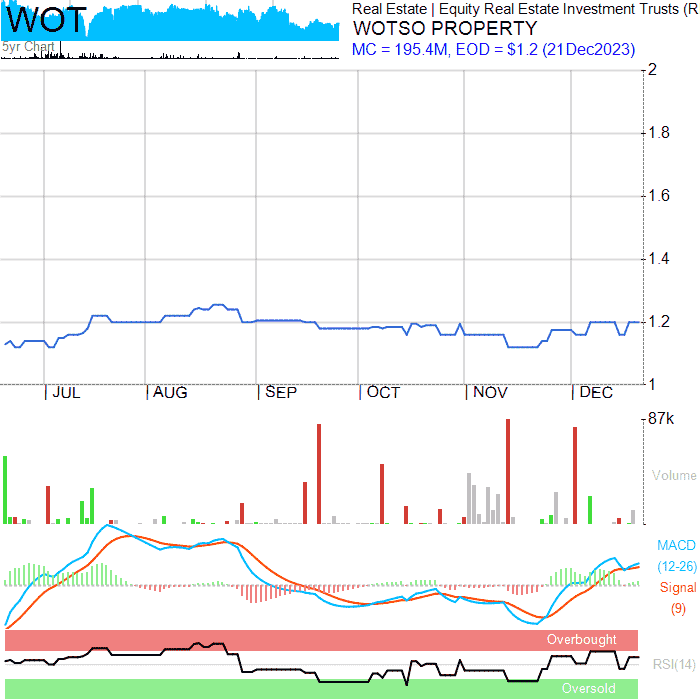 WOT
5yr Chart
Real Estate | Equity Real Estate Investment Trusts (R
WOTSO PROPERTY
MC = 195.4M, EOD = $1.2 (21Dec2023)
2
1.8
1.6
1.4
1.2
1
JUL AUG SEP OCT NOV DEC
87k
Volume
MACD
(12-26)
Signal
(9)
Overbought
RSI(14)
Oversold